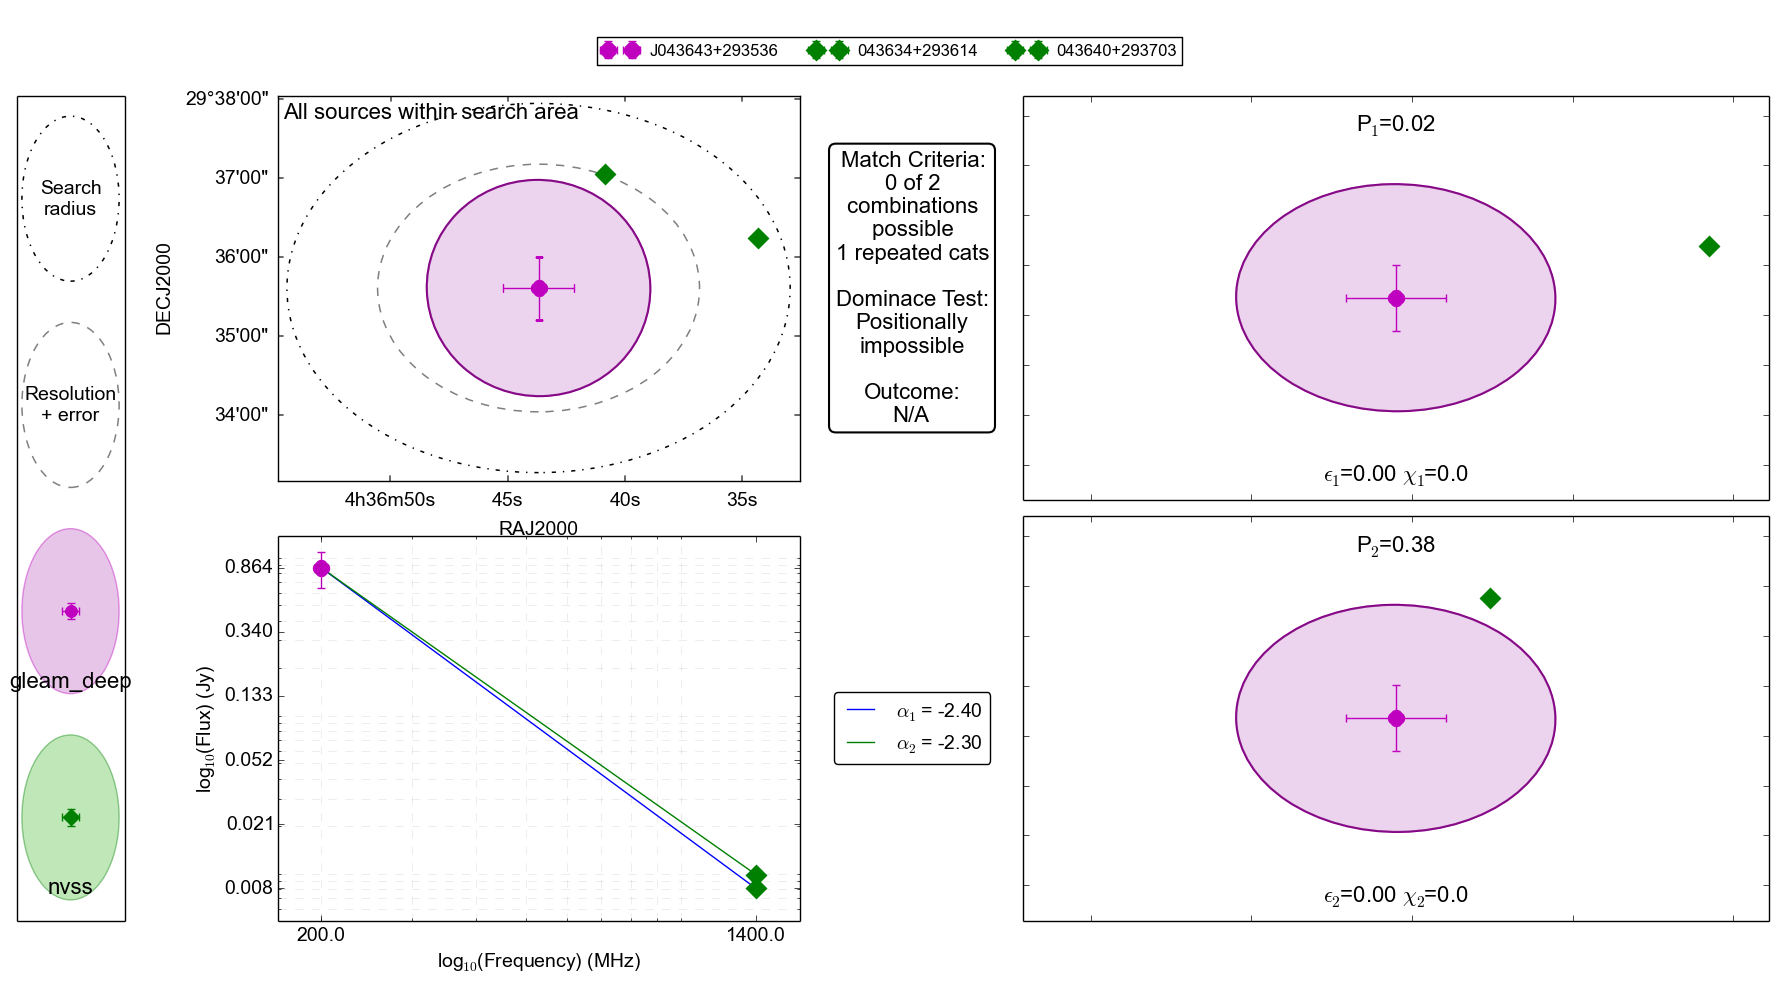 J043643+293536
043634+293614
043640+293703
Search
radius
Resolution
+ error
gleam_deep
nvss
All sources within search area
29°38'00"
37'00"
36'00"
35'00"
34'00"
DECJ2000
4h36m50s
45s
40s
35s
RAJ2000
Match Criteria:
0 of 2
combinations
possible
1 repeated cats
Dominace Test:
Positionally
impossible
Outcome:
N/A
P₁=0.02
ϵ₁=0.00 χ₁=0.0
0.864
0.340
0.133
0.052
0.021
0.008
log₁₀(Flux) (Jy)
200.0
1400.0
log₁₀(Frequency) (MHz)
α₁ = -2.40
α₂ = -2.30
P₂=0.38
ϵ₂=0.00 χ₂=0.0